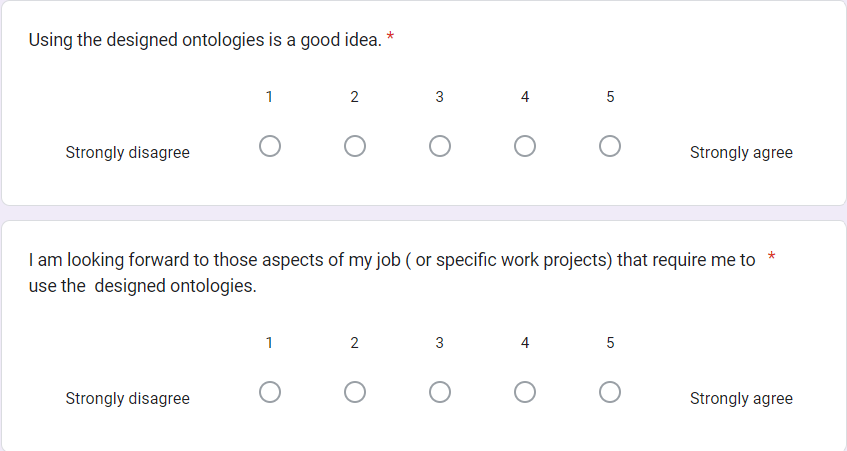 Using the designed ontologies is a good idea. *
1 2 3 4 5
Strongly disagree Strongly agree
I am looking forward to those aspects of my job ( or specific work projects) that require me to *
use the  designed ontologies.
1 2 3 4 5
Strongly disagree Strongly agree